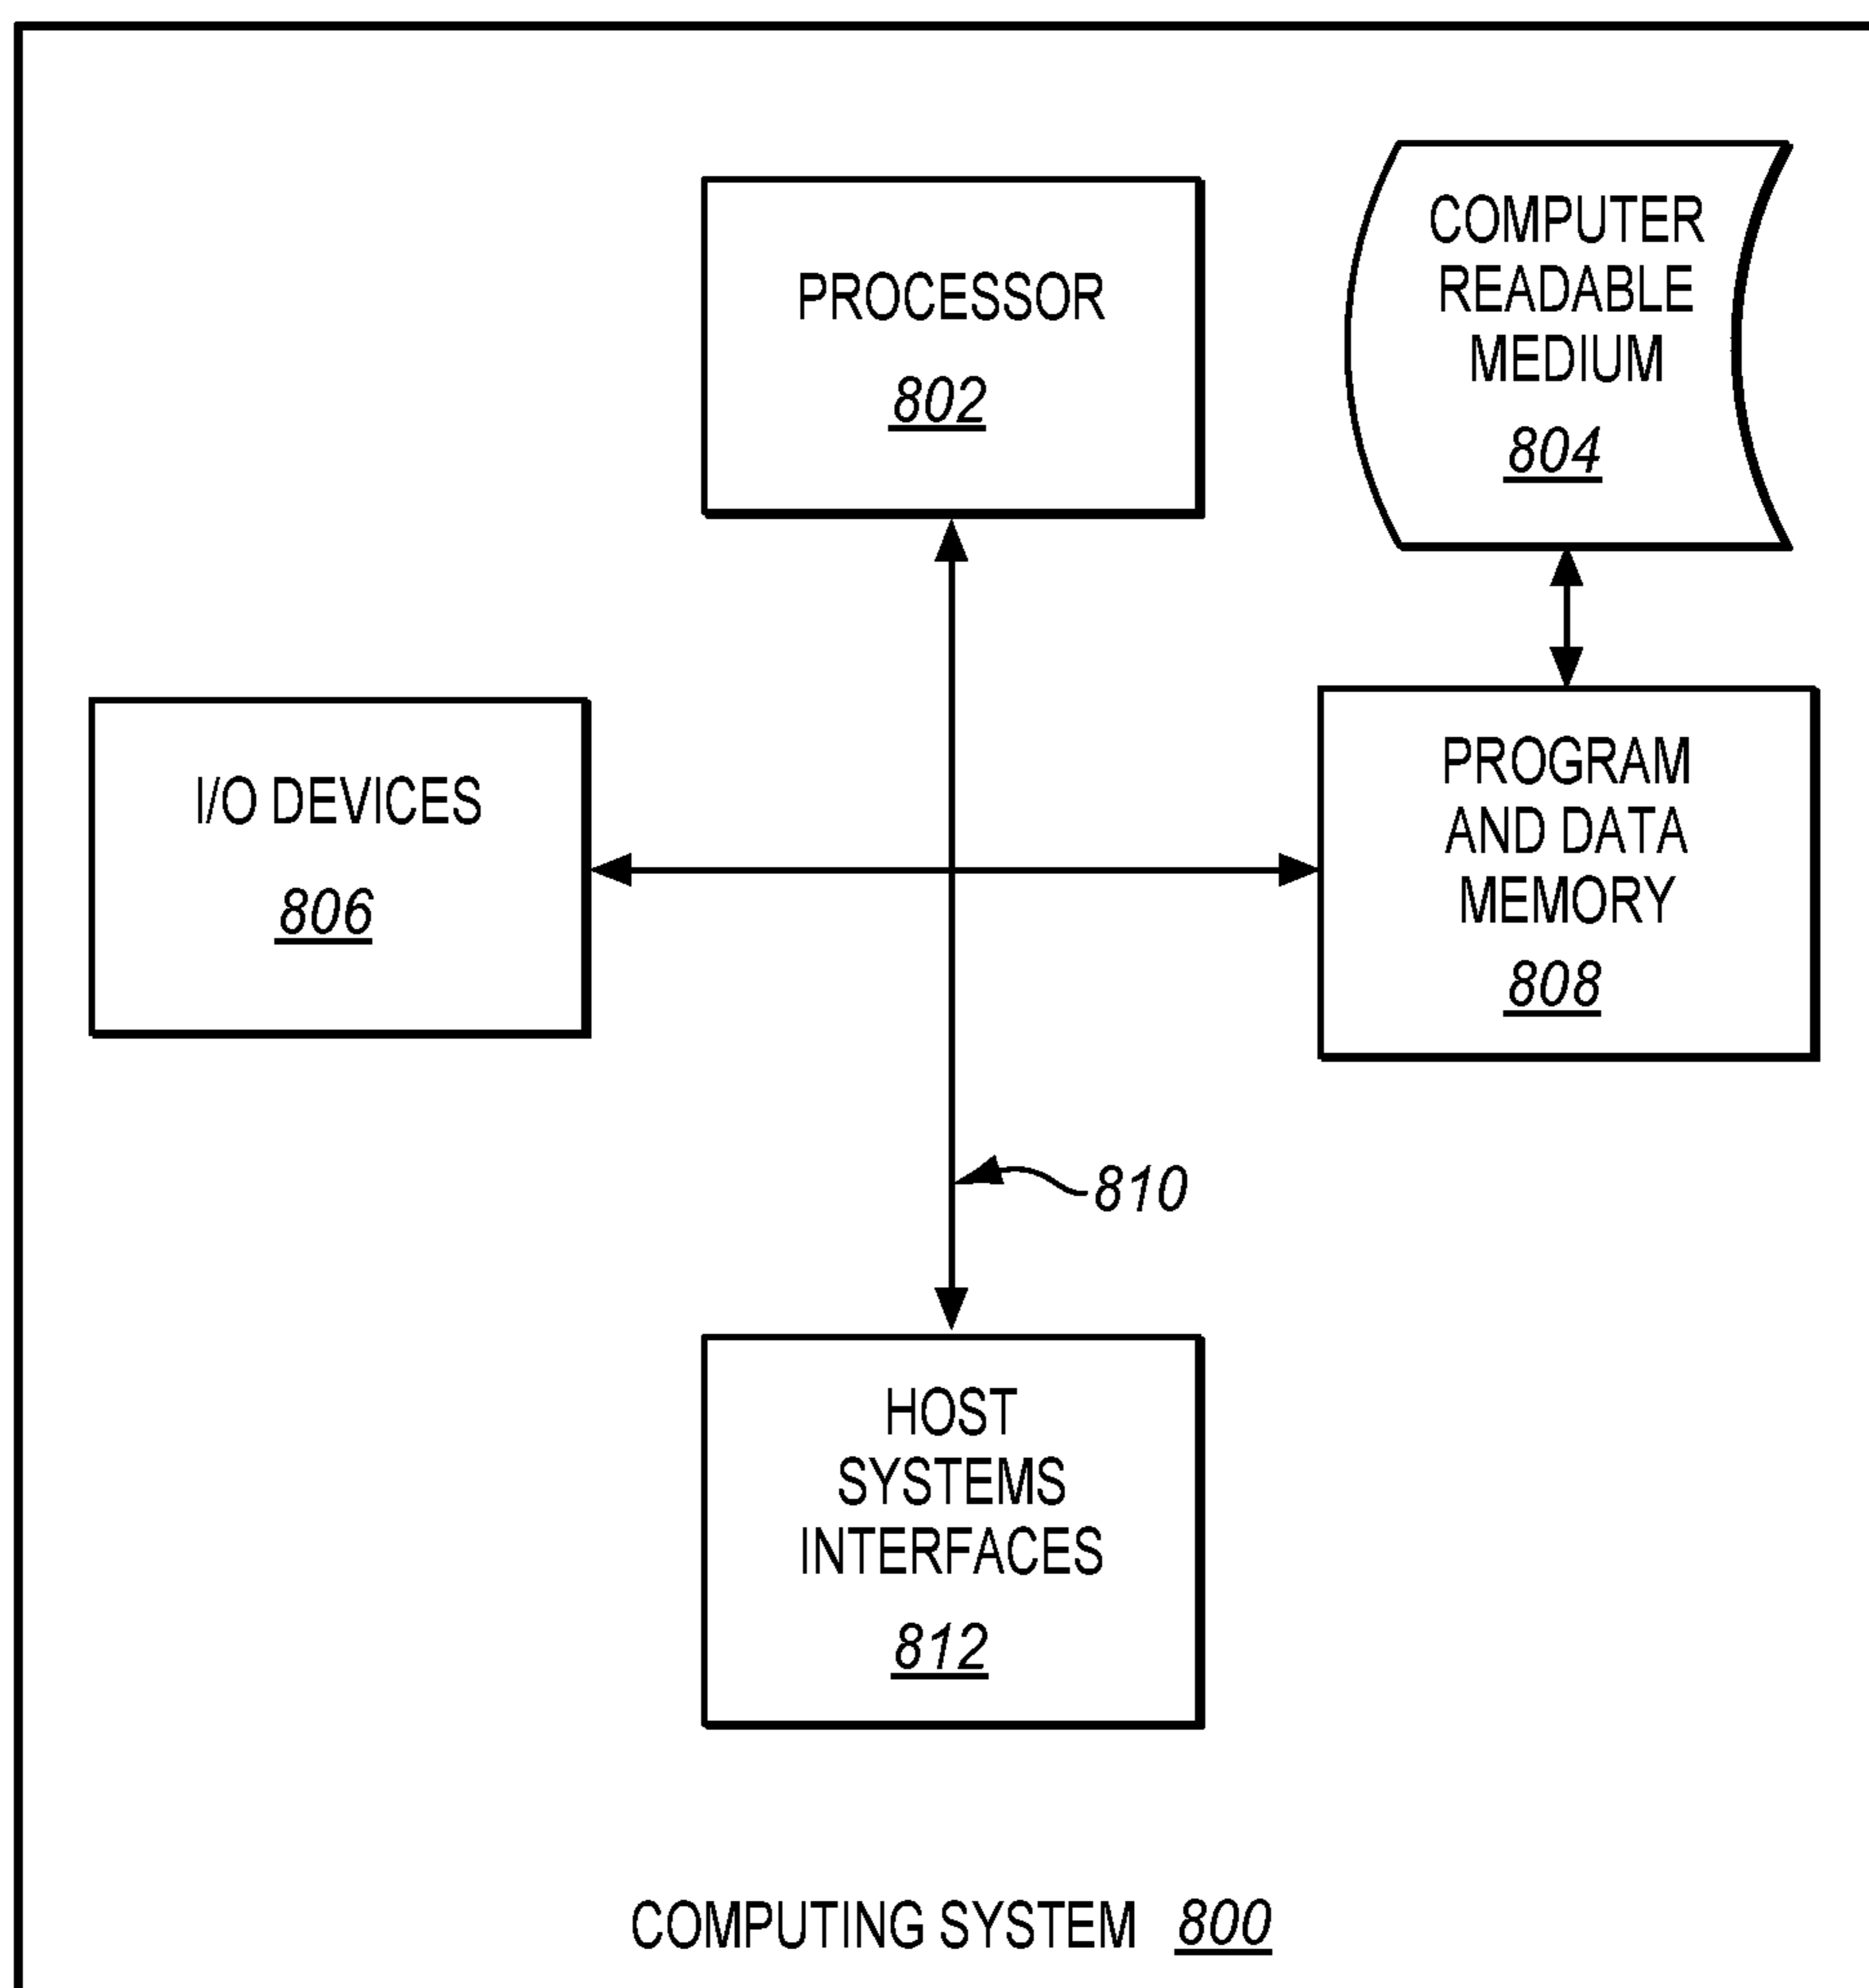 PROCESSOR
802
COMPUTER
READABLE
MEDIUM
804
I/O DEVICES
806
PROGRAM
AND DATA
MEMORY
808
810
HOST
SYSTEMS
INTERFACES
812
COMPUTING SYSTEM 800